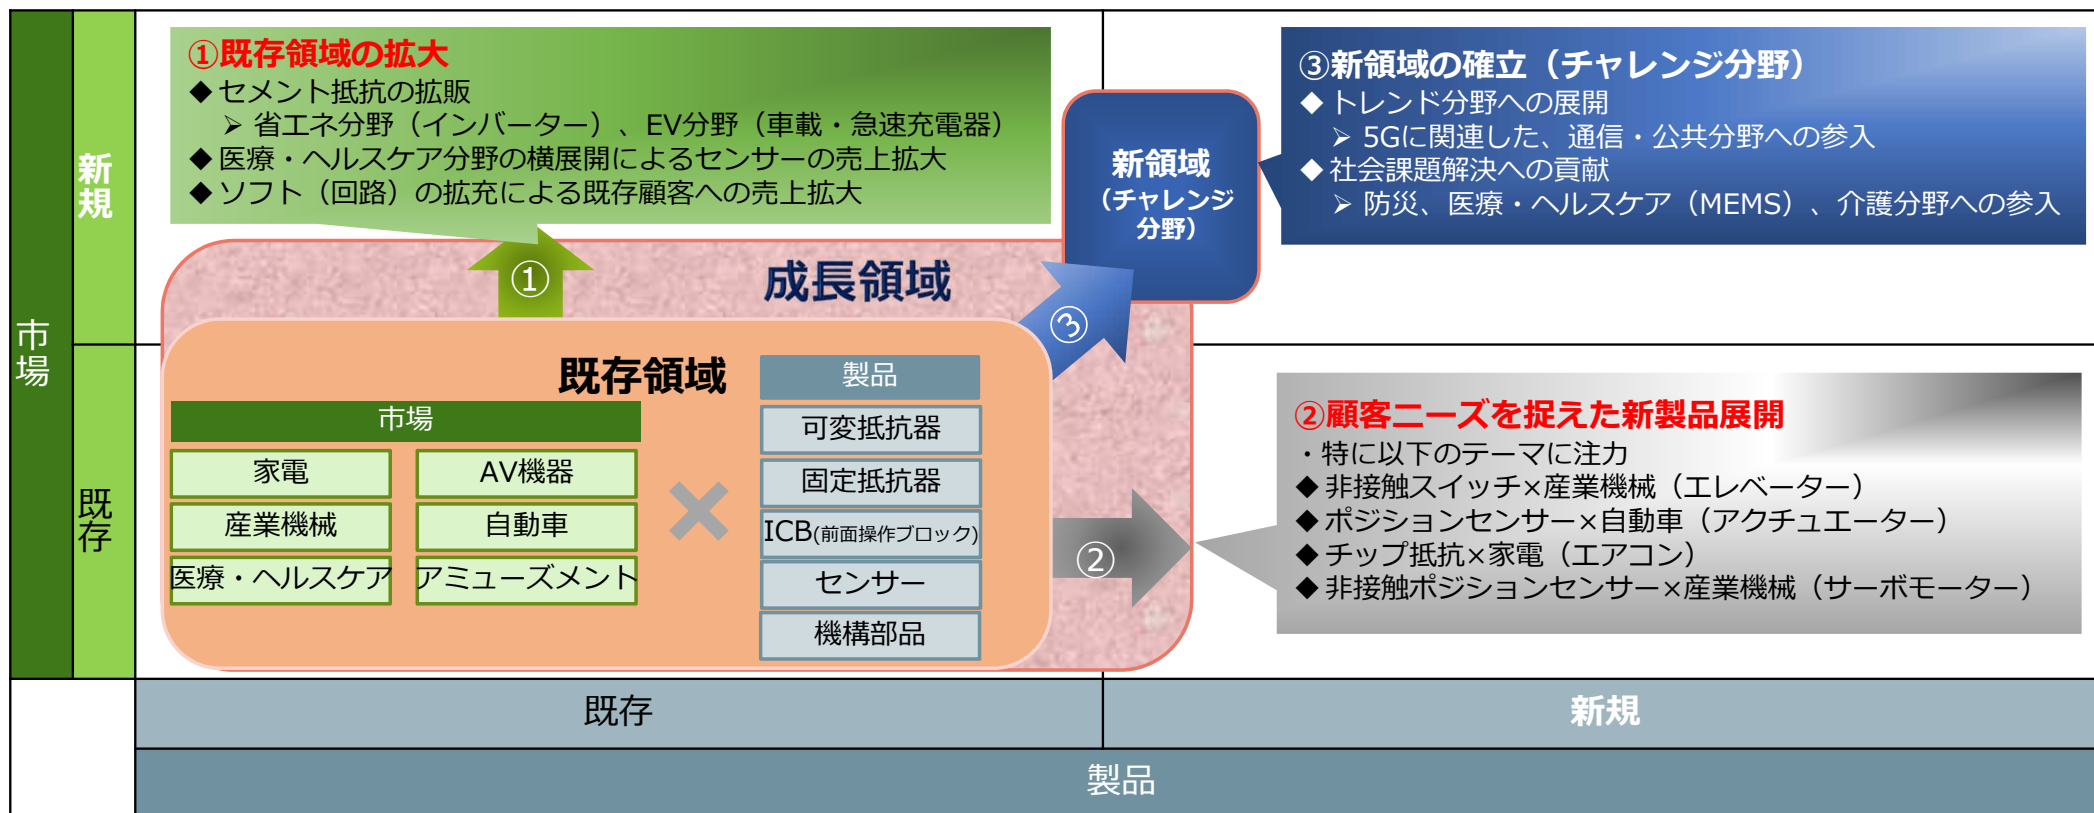 市場
新規
既存
①既存領域の拡大
◆セメント抵抗の拡販
➢ 省エネ分野（インバーター）、EV分野（車載・急速充電器）
◆医療・ヘルスケア分野の横展開によるセンサーの売上拡大
◆ソフト（回路）の拡充による既存顧客への売上拡大
新領域
（チャレンジ
分野）
③新領域の確立（チャレンジ分野）
◆トレンド分野への展開
➢ 5Gに関連した、通信・公共分野への参入
◆社会課題解決への貢献
➢ 防災、医療・ヘルスケア（MEMS）、介護分野への参入
①
成長領域
③
既存領域
市場
家電
AV機器
産業機械
自動車
医療・ヘルスケア
アミューズメント
×
製品
可変抵抗器
固定抵抗器
ICB(前面操作ブロック)
センサー
機構部品
②
②顧客ニーズを捉えた新製品展開
・特に以下のテーマに注力
◆非接触スイッチ×産業機械（エレベーター）
◆ポジションセンサー×自動車（アクチュエーター）
◆チップ抵抗×家電（エアコン）
◆非接触ポジションセンサー×産業機械（サーボモーター）
既存
新規
製品